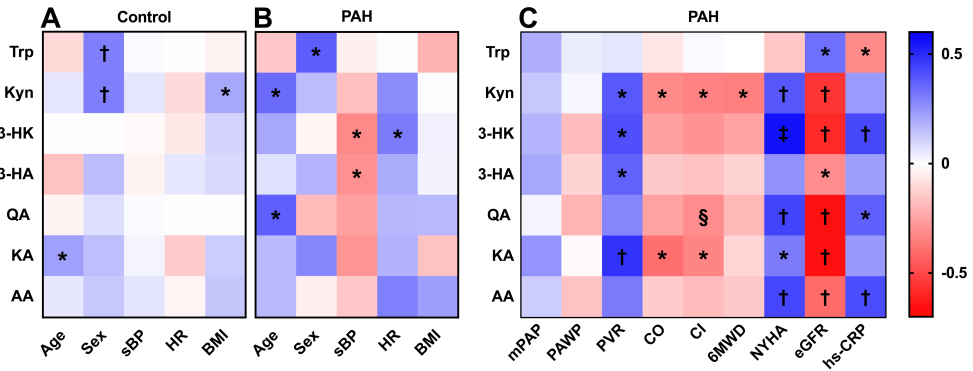 A
Control
B
PAH
C
PAH
Trp † * * * 0.5
Kyn † * * * * * * † †
3-HK * * * ‡ † †
0
3-HA * * *
QA * § † † *
KA * † * * * †
-0.5
AA † † †
Age Sex sBP HR BMI Age Sex sBP HR BMI mPAP PAWP PVR CO CI 6MWD NYHA eGFR hs-CRP